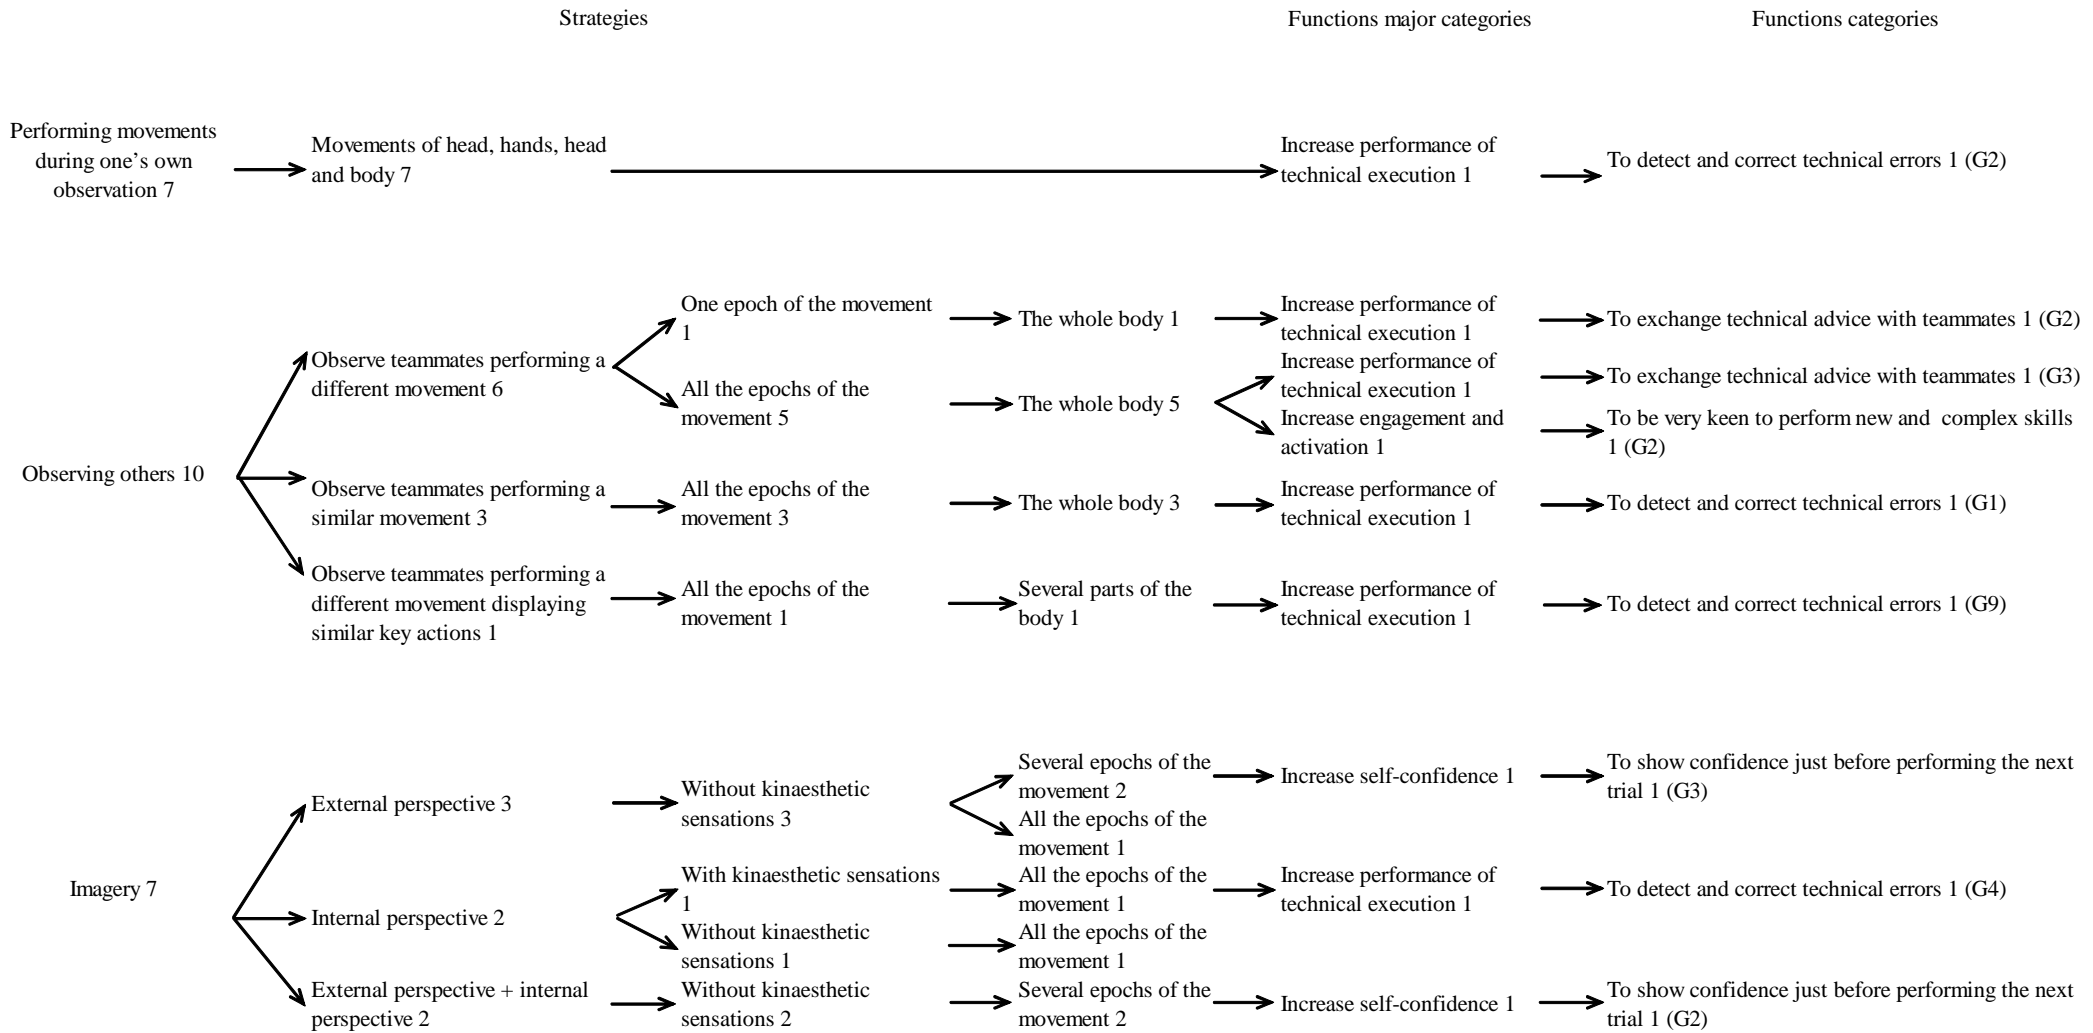 Strategies
Functions major categories
Functions categories
Performing movements
during one's own
observation 7
Movements of head, hands, head
and body 7
Increase performance of
technical execution 1
To detect and correct technical errors 1 (G2)
Observing others 10
Observe teammates performing a
different movement 6
One epoch of the movement
1
The whole body 1
Increase performance of
technical execution 1
To exchange technical advice with teammates 1 (G2)
All the epochs of the
movement 5
The whole body 5
Increase performance of
technical execution 1
To exchange technical advice with teammates 1 (G3)
Increase engagement and
activation 1
To be very keen to perform new and complex skills
1 (G2)
Observe teammates performing a
similar movement 3
All the epochs of the
movement 3
The whole body 3
Increase performance of
technical execution 1
To detect and correct technical errors 1 (G1)
Observe teammates performing a
different movement displaying
similar key actions 1
All the epochs of the
movement 1
Several parts of the
body 1
Increase performance of
technical execution 1
To detect and correct technical errors 1 (G9)
Imagery 7
External perspective 3
Without kinaesthetic
sensations 3
Several epochs of the
movement 2
Increase self-confidence 1
To show confidence just before performing the next
trial 1 (G3)
All the epochs of the
movement 1
Internal perspective 2
With kinaesthetic sensations
1
All the epochs of the
movement 1
Increase performance of
technical execution 1
To detect and correct technical errors 1 (G4)
Without kinaesthetic
sensations 1
All the epochs of the
movement 1
External perspective + internal
perspective 2
Without kinaesthetic
sensations 2
Several epochs of the
movement 2
Increase self-confidence 1
To show confidence just before performing the next
trial 1 (G2)